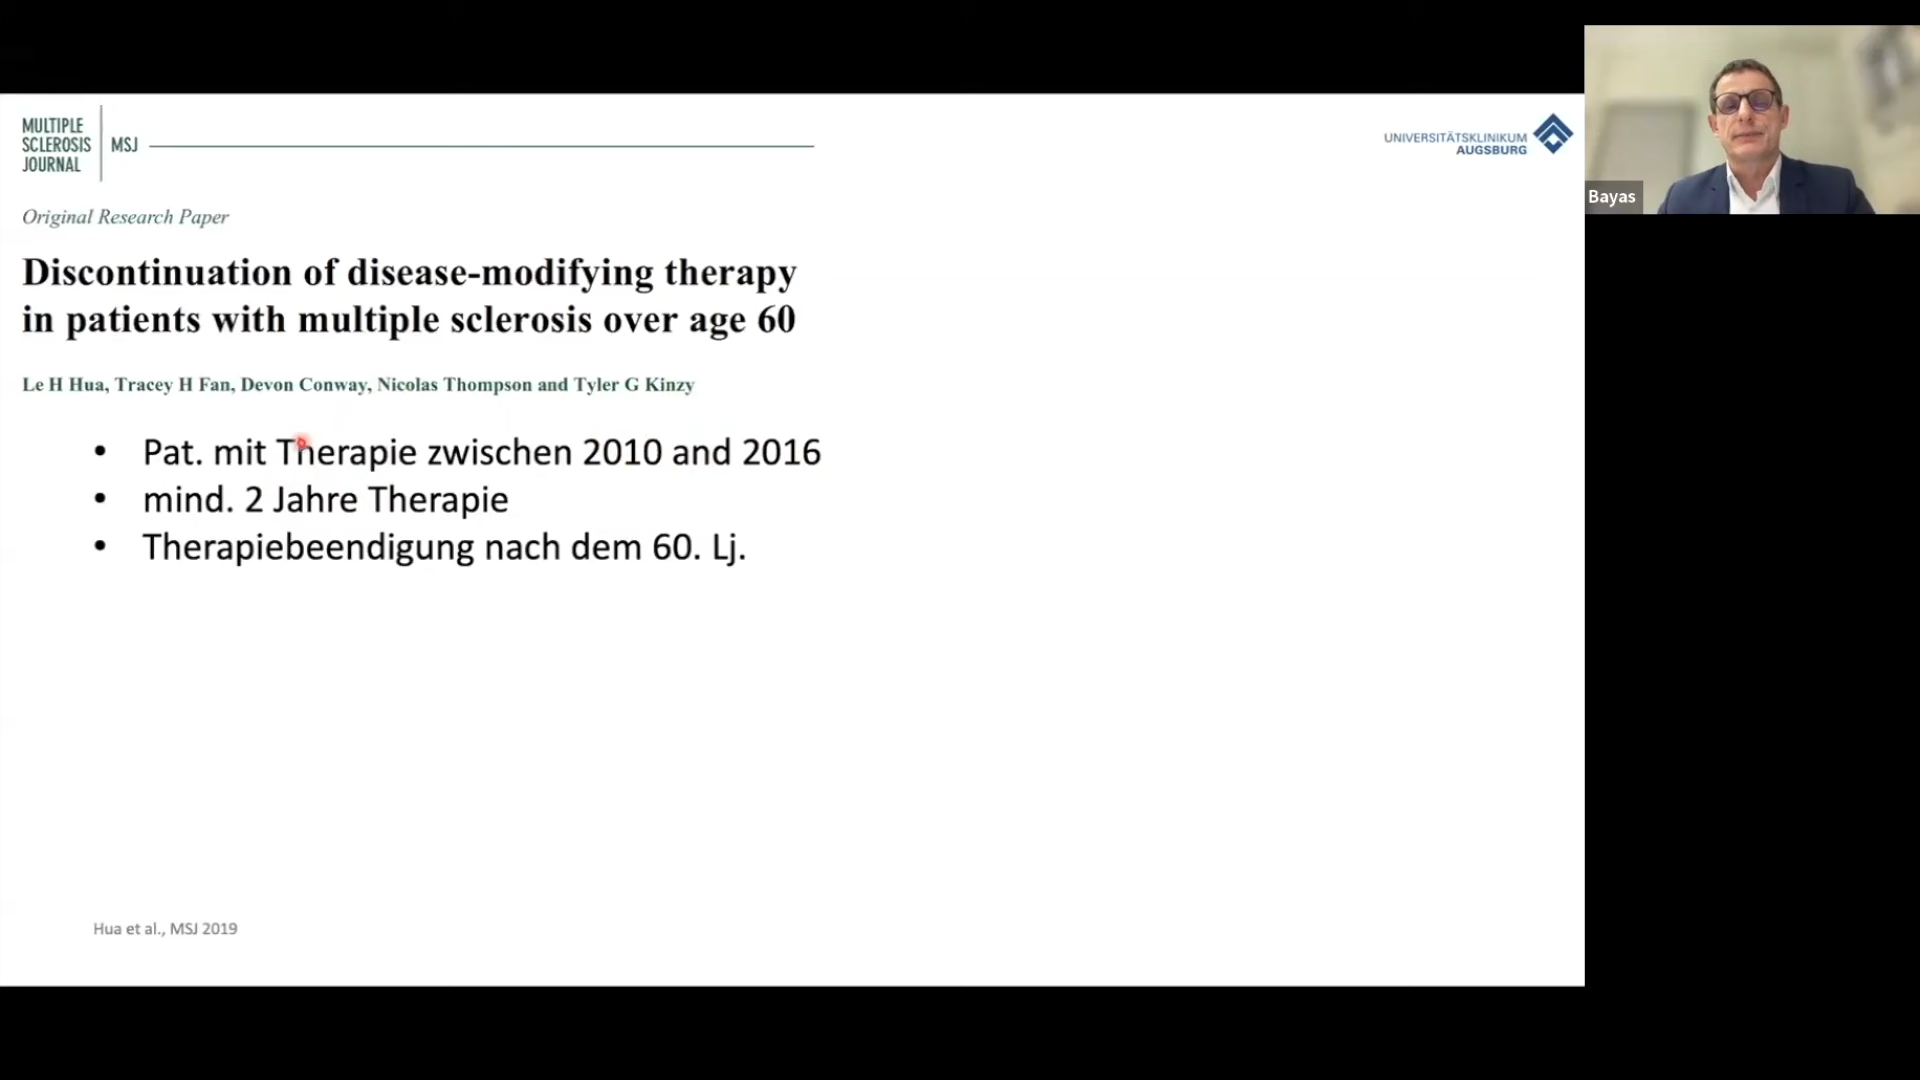 MULTIPLE
SCLEROSIS
JOURNAL
MSJ
UNIVERSITÄTSKLINIKUM
AUGSBURG
Bayas
Original Research Paper
Discontinuation of disease-modifying therapy
in patients with multiple sclerosis over age 60
Le H Hua, Tracey H Fan, Devon Conway, Nicolas Thompson and Tyler G Kinzy
• Pat. mit Therapie zwischen 2010 and 2016
• mind. 2 Jahre Therapie
• Therapiebeendigung nach dem 60. Lj.
Hua et al., MSJ 2019